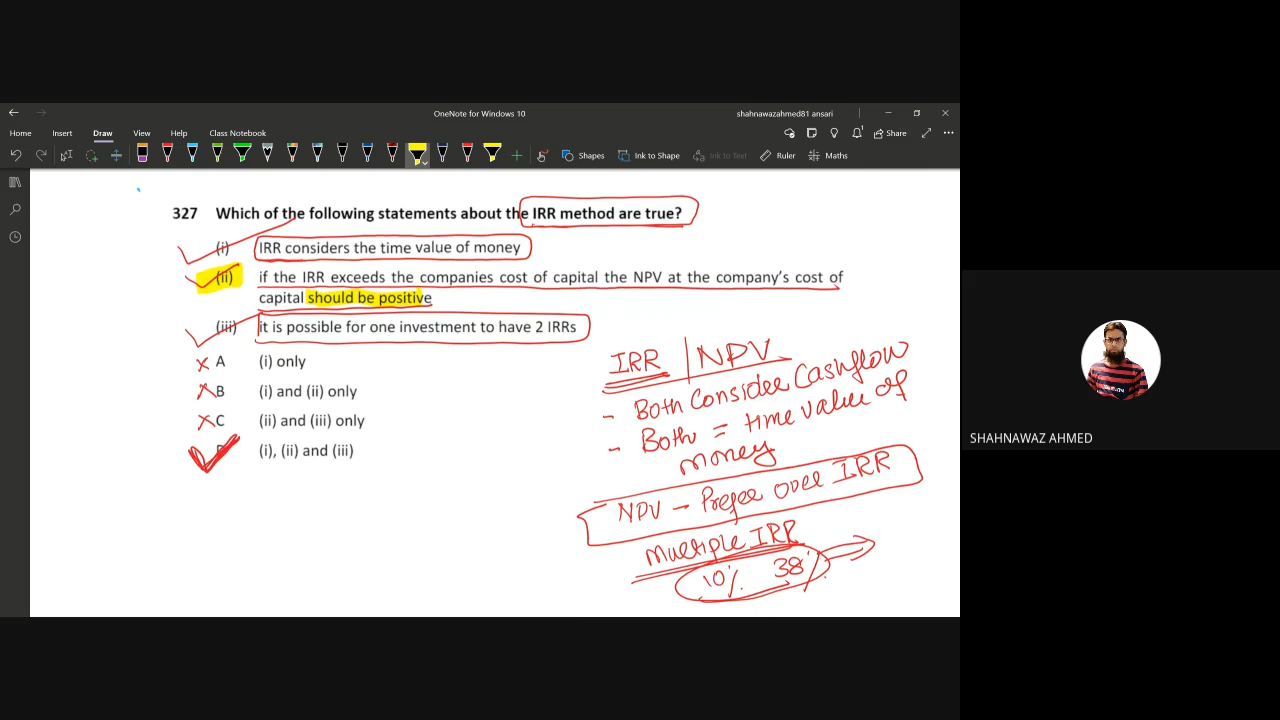 OneNote for Windows 10
shahnawazahmed81 ansari
Home Insert Draw View Help Class Notebook
Share
Shapes Ink to Shape Ink to Text Ruler Maths
327 Which of the following statements about the IRR method are true?
(i) IRR considers the time value of money
(ii) if the IRR exceeds the companies cost of capital the NPV at the company's cost of
capital should be positive
(iii) it is possible for one investment to have 2 IRRs
A (i) only
B (i) and (ii) only
C (ii) and (iii) only
D (i), (ii) and (iii)
IRR | NPV
- Both Consider Cashflow
- Both = time value of
money
NPV - Prefer over IRR
Multiple IRR
10% 38%
SHAHNAWAZ AHMED